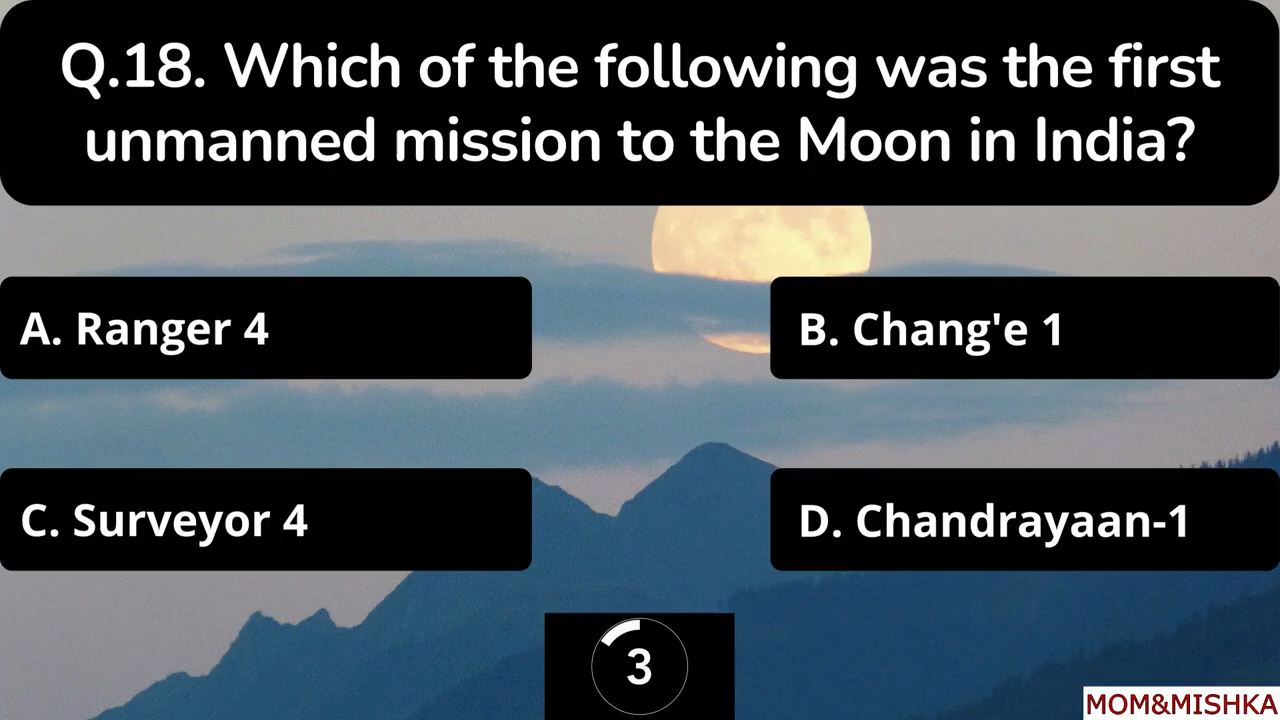 Q.18. Which of the following was the first
unmanned mission to the Moon in India?
A. Ranger 4
B. Chang'e 1
C. Surveyor 4
D. Chandrayaan-1
3
MOM&MISHKA